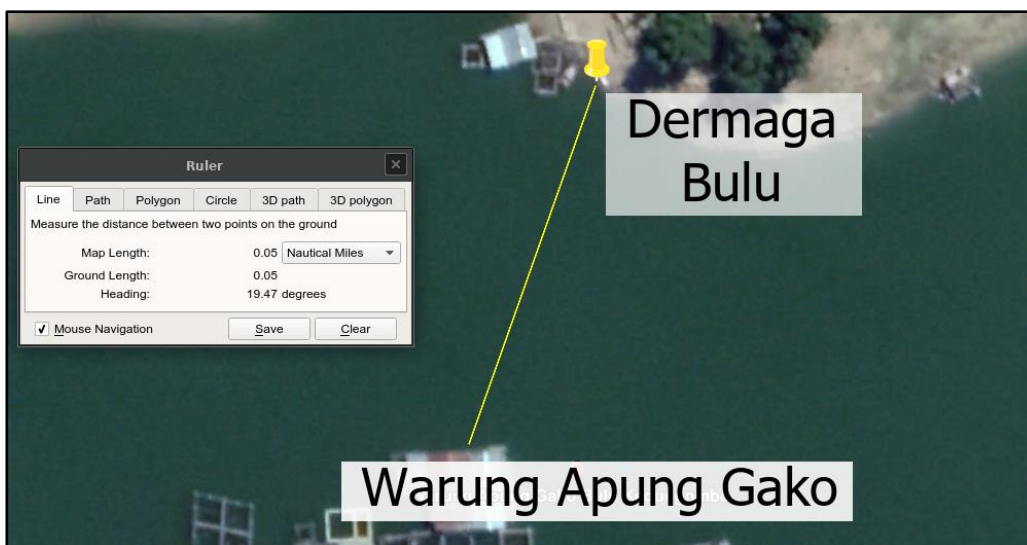 Dermaga
Bulu
Ruler
Line Path Polygon Circle 3D path 3D polygon
Measure the distance between two points on the ground
Map Length: 0.05 Nautical Miles
Ground Length: 0.05
Heading: 19.47 degrees
Mouse Navigation Save Clear
Warung Apung Gako